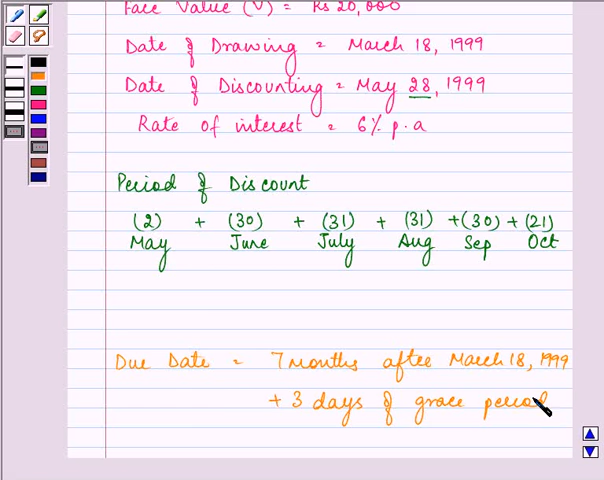 Face Value (V) = Rs 20,000
Date of Drawing = March 18, 1999
Date of Discounting = May 28, 1999
Rate of interest = 6% p.a
Period of Discount
(2) + (30) + (31) + (31) + (30) + (21)
May June July Aug Sep Oct
Due Date = 7 Months after March 18, 1999
+ 3 days of grace period